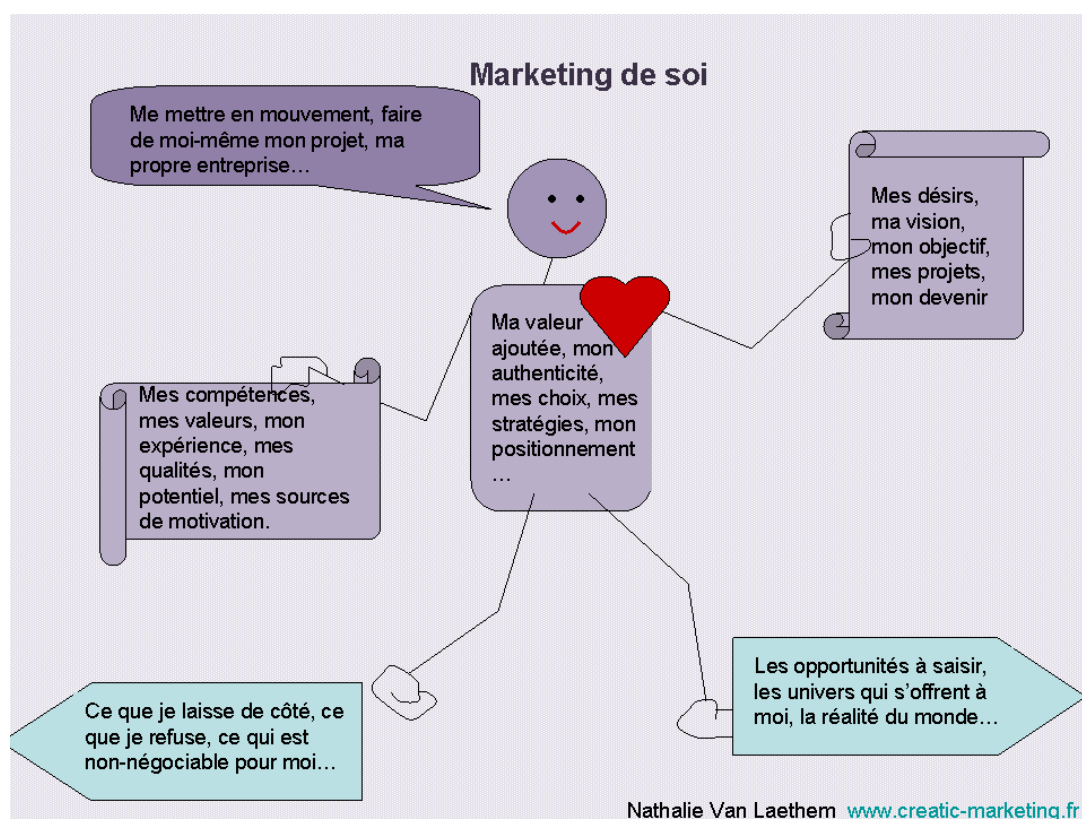 Marketing de soi
Me mettre en mouvement, faire
de moi-même mon projet, ma
propre entreprise…
Mes désirs,
ma vision,
mon objectif,
mes projets,
mon devenir
Ma valeur
ajoutée, mon
authenticité,
mes choix, mes
stratégies, mon
positionnement
…
Mes compétences,
mes valeurs, mon
expérience, mes
qualités, mon
potentiel, mes sources
de motivation.
Ce que je laisse de côté, ce
que je refuse, ce qui est
non-négociable pour moi…
Les opportunités à saisir,
les univers qui s’offrent à
moi, la réalité du monde…
Nathalie Van Laethem www.creatic-marketing.fr